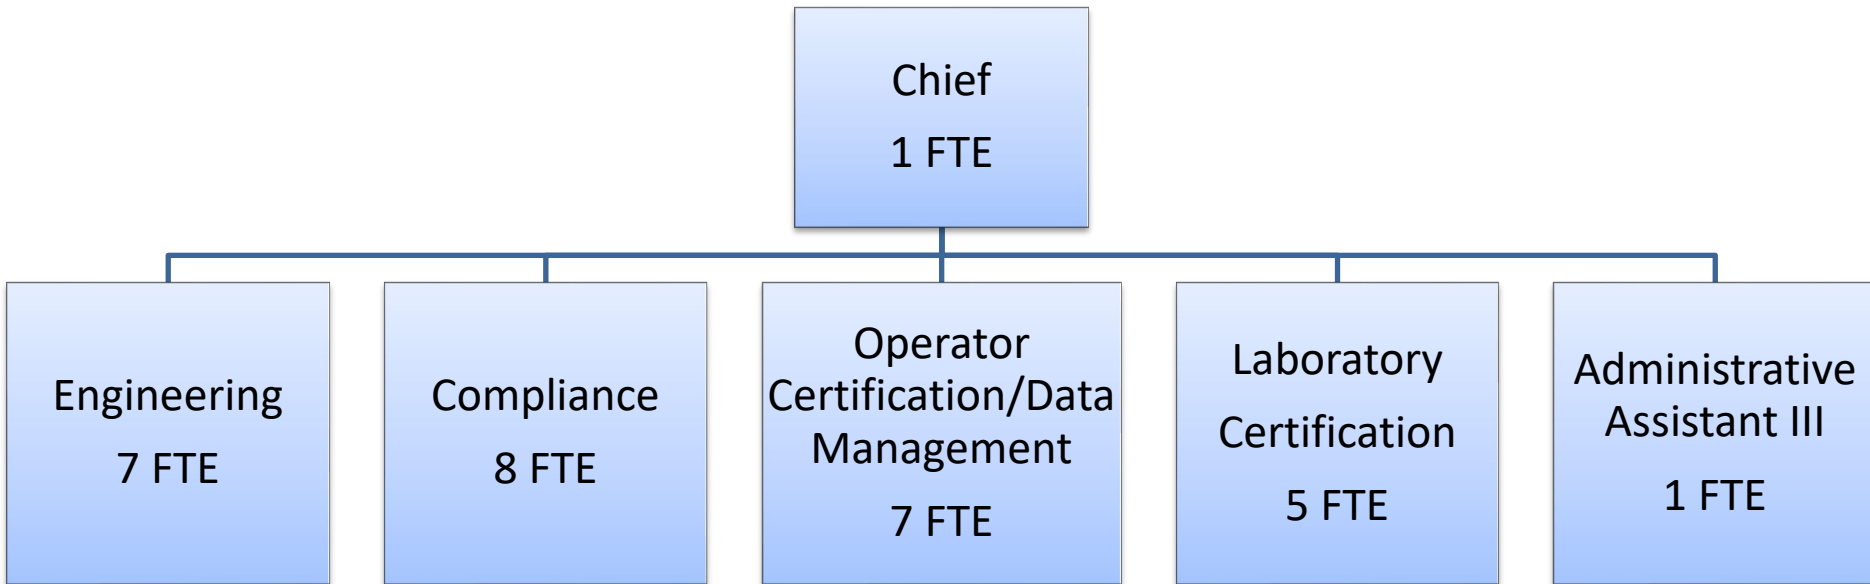 Chief
1 FTE
Engineering
7 FTE
Compliance
8 FTE
Operator
Certification/Data
Management
7 FTE
Laboratory
Certification
5 FTE
Administrative
Assistant III
1 FTE